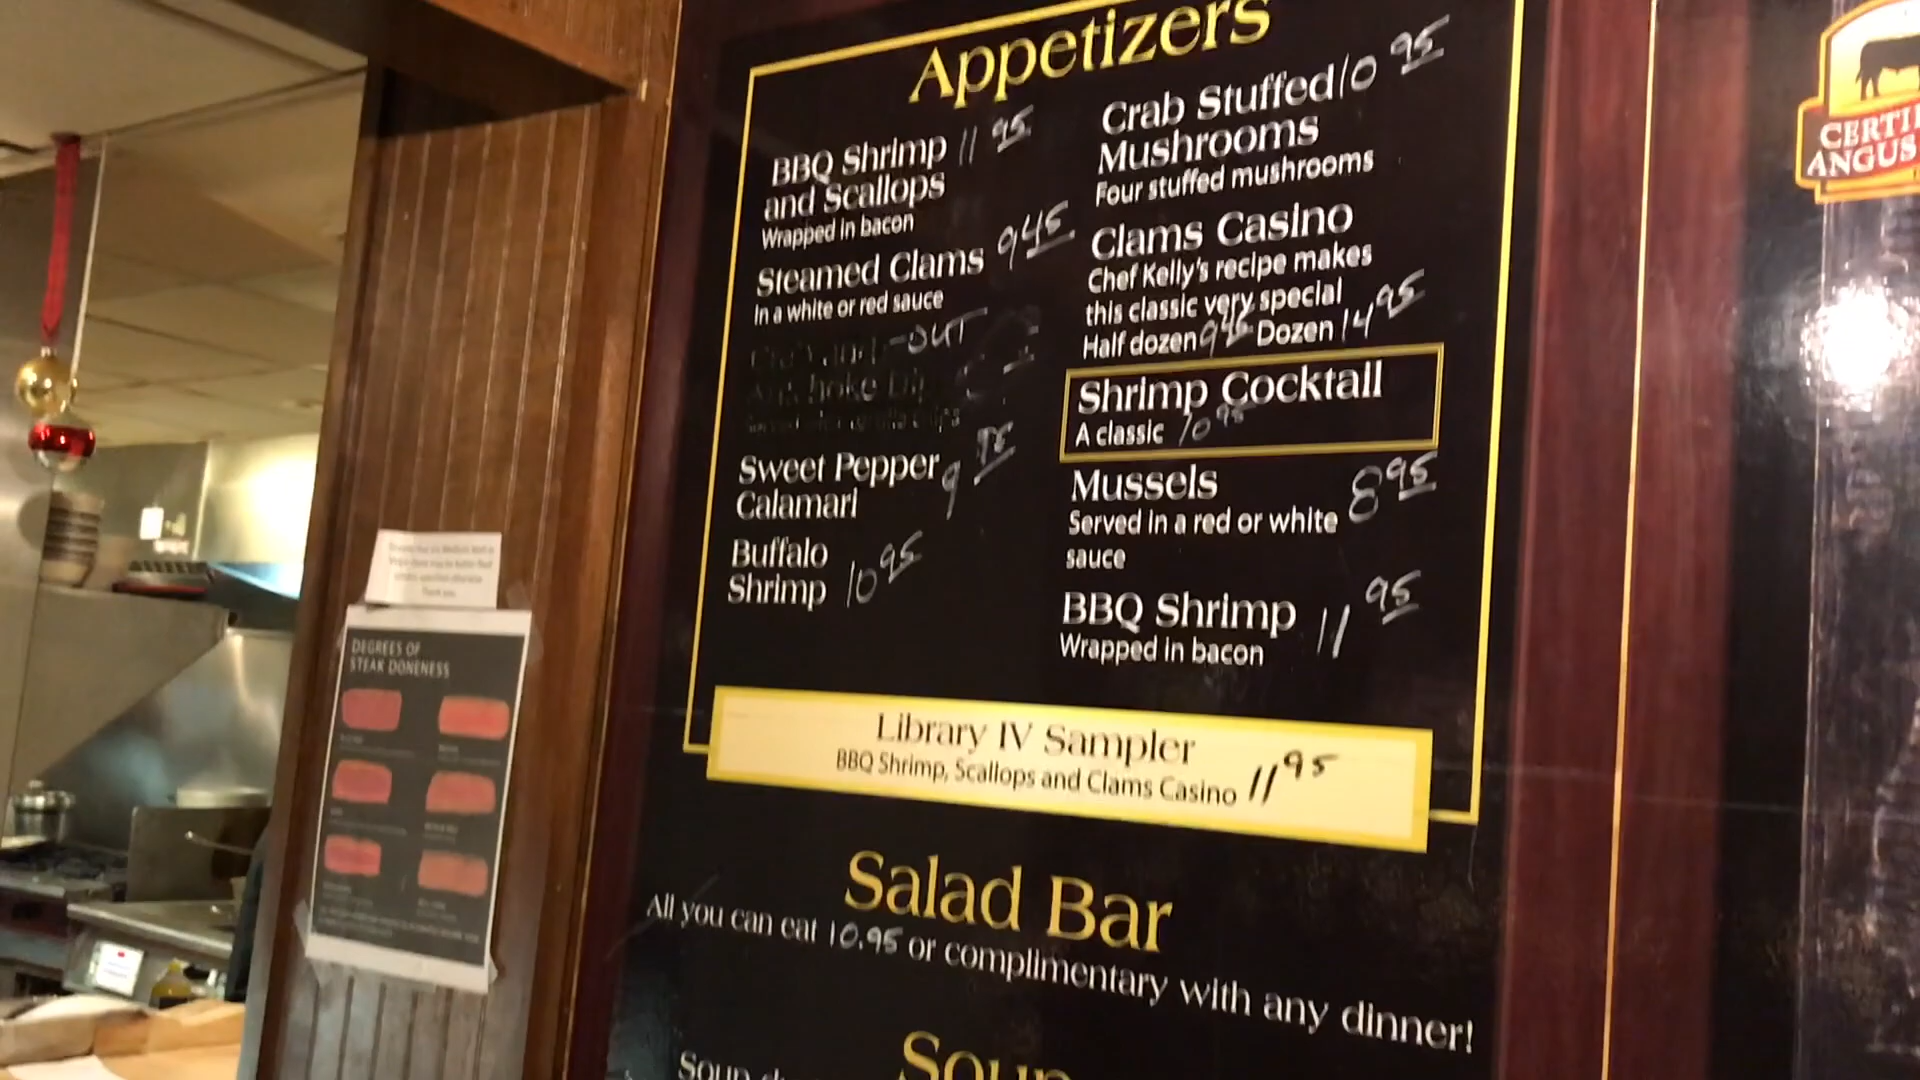 Appetizers
BBQ Shrimp 11 95
and Scallops
Wrapped in bacon
Steamed Clams 9 45
In a white or red sauce
-OUT
Sweet Pepper 9
Calamari
Buffalo
Shrimp 10 95
Crab Stuffed 10 95
Mushrooms
Four stuffed mushrooms
Clams Casino
Chef Kelly's recipe makes
this classic very special
Half dozen Dozen 14 95
Shrimp Cocktail
A classic 10 95
Mussels 8 95
Served in a red or white
sauce
BBQ Shrimp 11 95
Wrapped in bacon
Library IV Sampler
BBQ Shrimp, Scallops and Clams Casino 11 95
Salad Bar
All you can eat 10.95 or complimentary with any dinner!
Soup
DEGREES OF
STEAK DONENESS